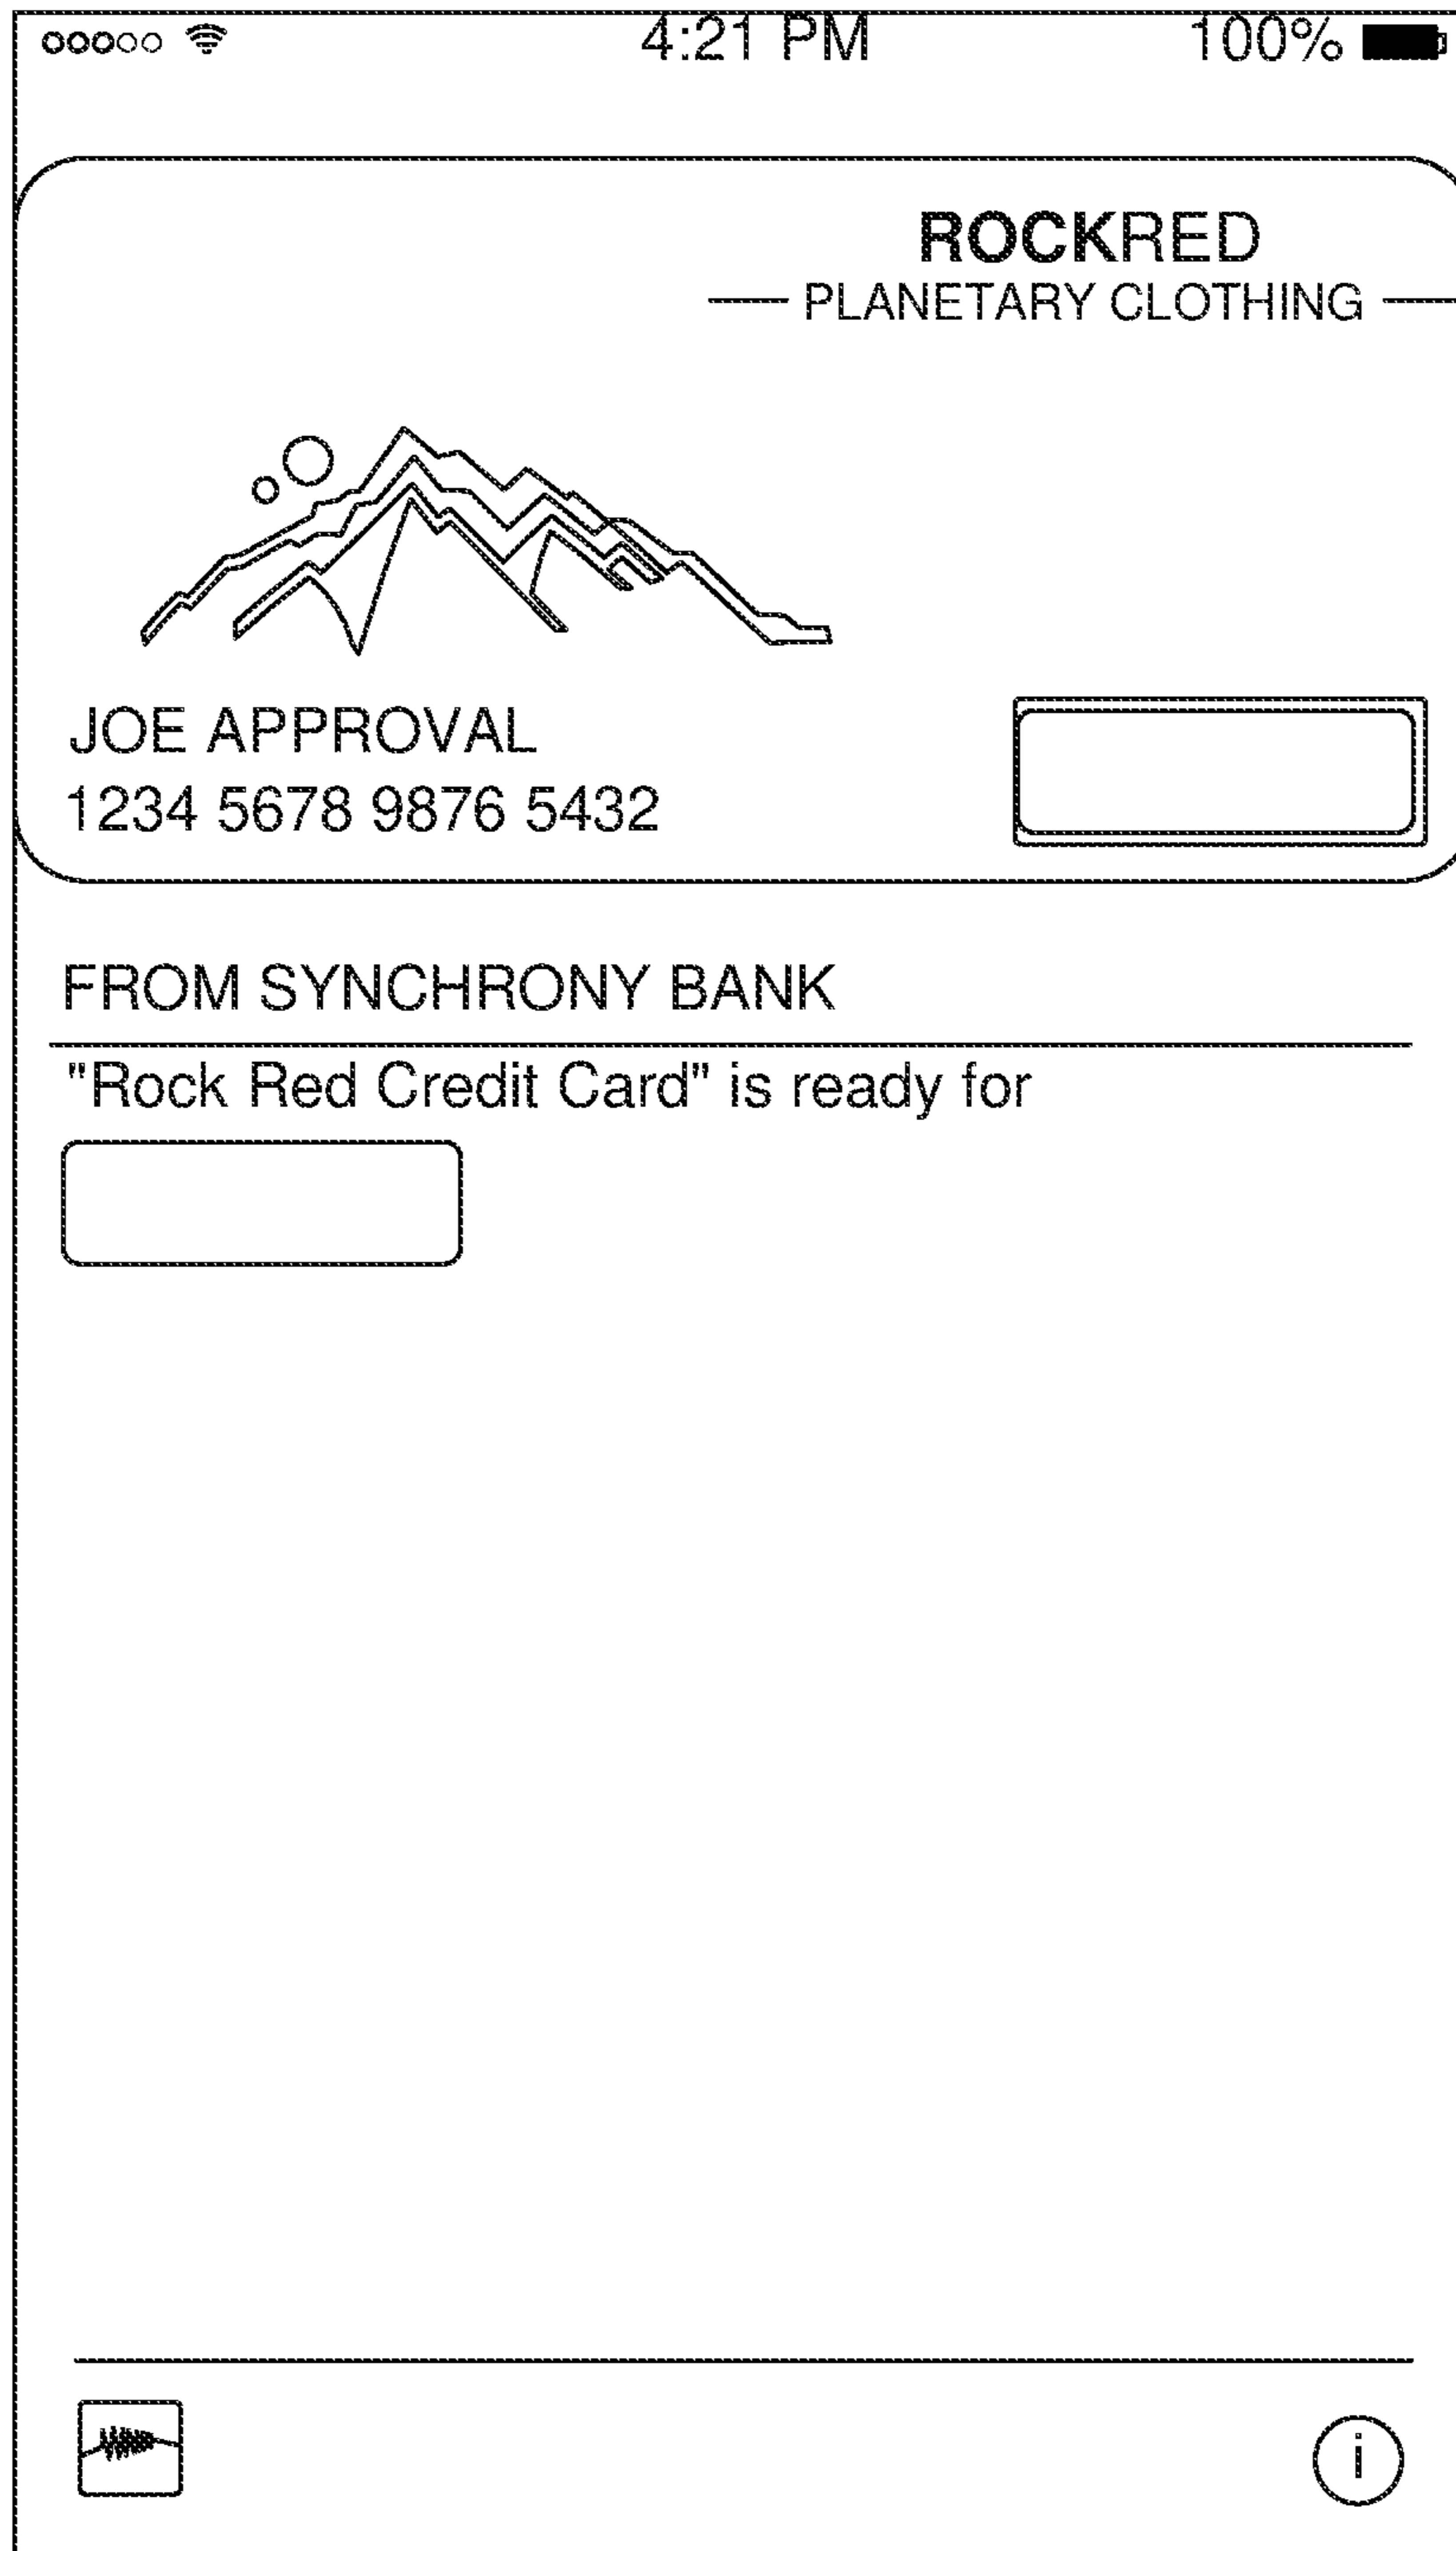 4:21 PM 100%
ROCKRED
PLANETARY CLOTHING
JOE APPROVAL
1234 5678 9876 5432
FROM SYNCHRONY BANK
"Rock Red Credit Card" is ready for
i